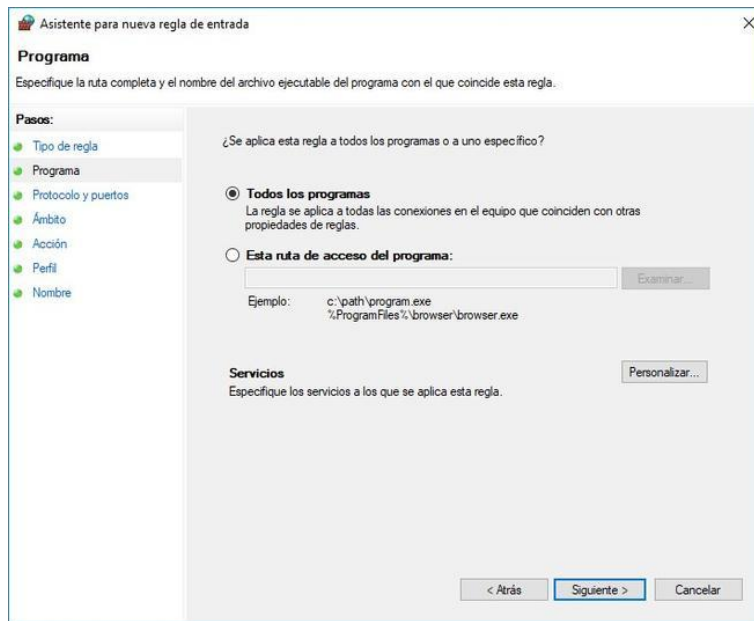 Asistente para nueva regla de entrada
Programa
Especifique la ruta completa y el nombre del archivo ejecutable del programa con el que coincide esta regla.
Pasos:
Tipo de regla
Programa
Protocolo y puertos
Ámbito
Acción
Perfil
Nombre
¿Se aplica esta regla a todos los programas o a uno específico?
Todos los programas
La regla se aplica a todas las conexiones en el equipo que coinciden con otras
propiedades de reglas.
Esta ruta de acceso del programa:
Examinar...
Ejemplo: c:\path\program.exe
%ProgramFiles%\browser\browser.exe
Servicios
Personalizar...
Especifique los servicios a los que se aplica esta regla.
< Atrás
Siguiente >
Cancelar